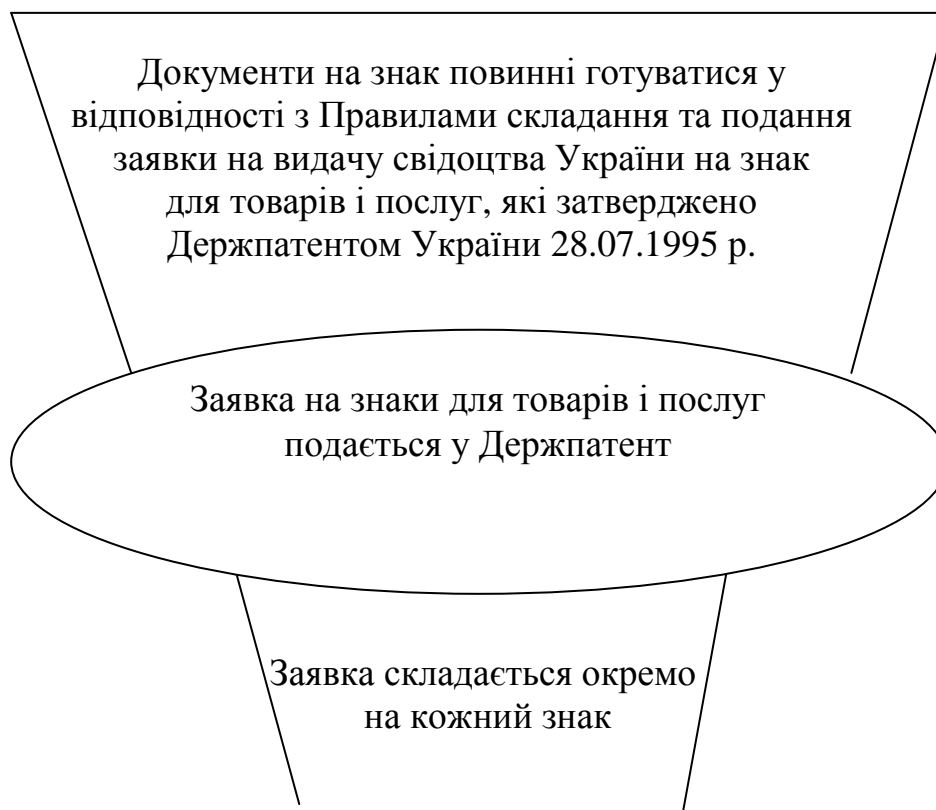 Документи на знак повинні готуватися у
відповідності з Правилами складання та подання
заявки на видачу свідоцтва України на знак
для товарів і послуг, які затверджено
Держпатентом України 28.07.1995 р.
Заявка на знаки для товарів і послуг
подається у Держпатент
Заявка складається окремо
на кожний знак